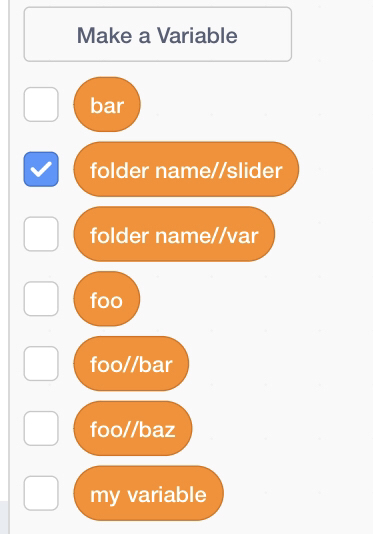 Make a Variable
bar
folder name//slider
folder name//var
foo
foo//bar
foo//baz
my variable